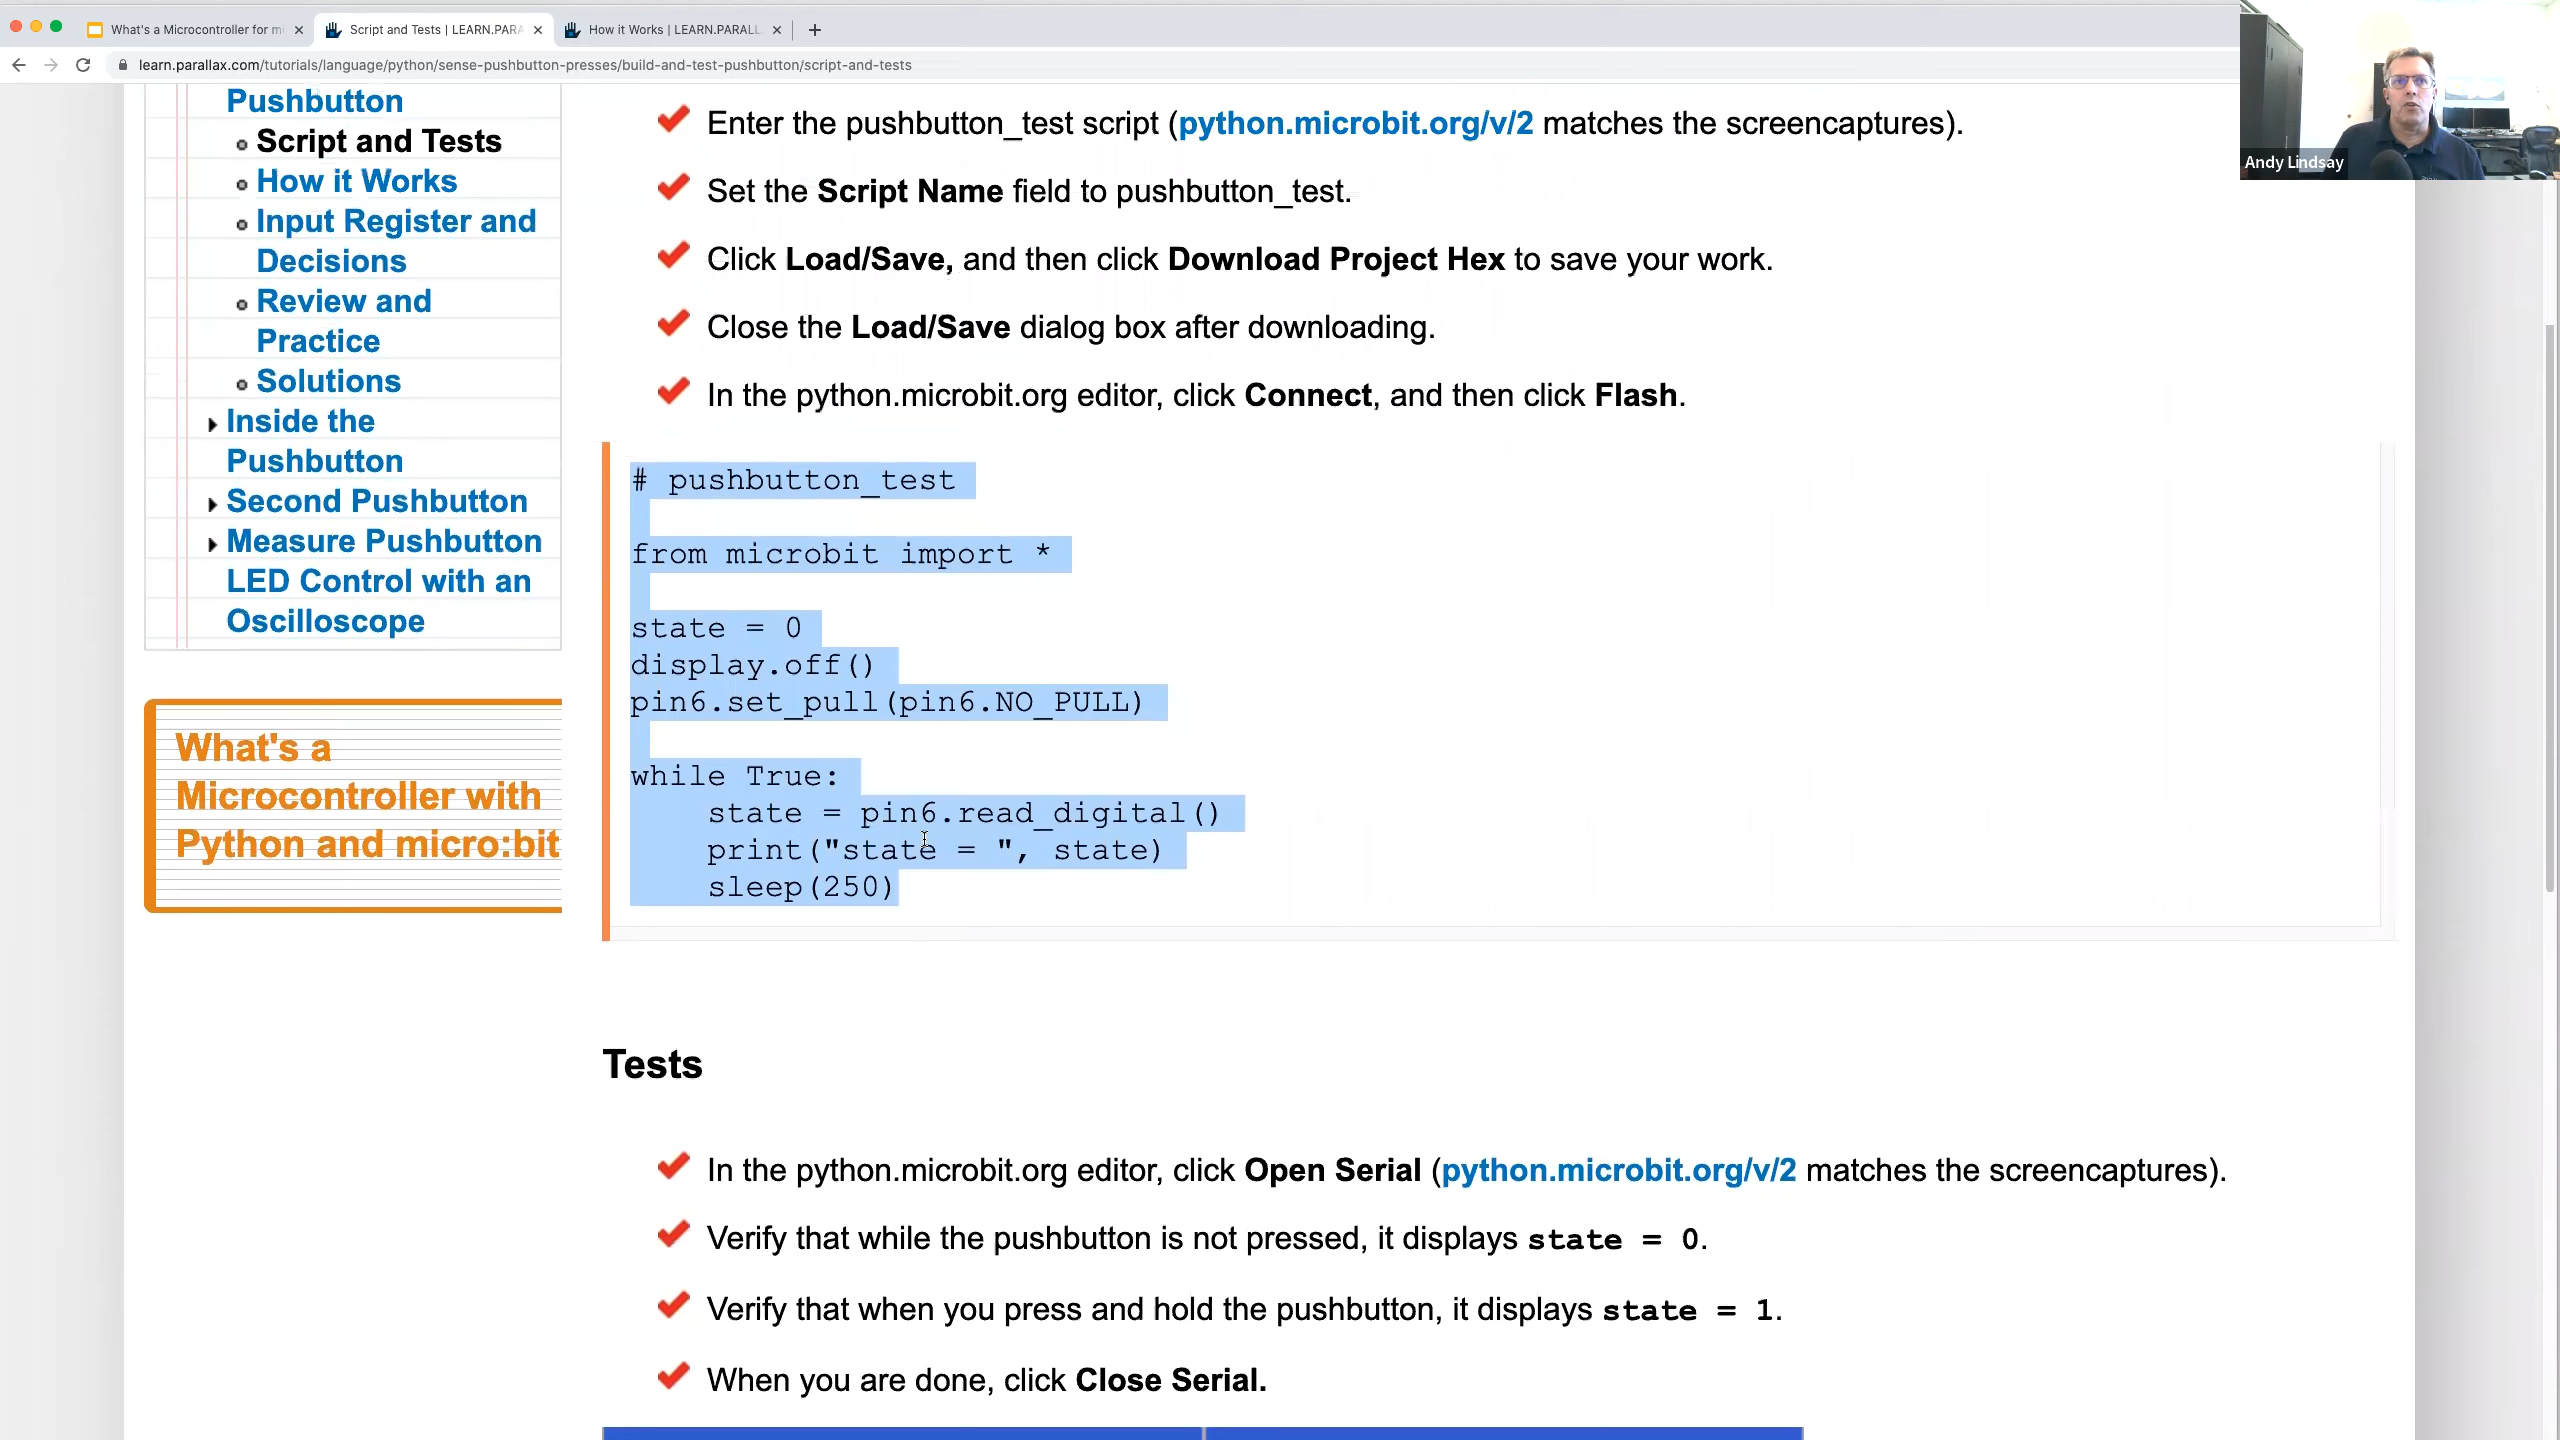 What's a Microcontroller for mi
Script and Tests | LEARN.PARA
How it Works | LEARN.PARALL
learn.parallax.com/tutorials/language/python/sense-pushbutton-presses/build-and-test-pushbutton/script-and-tests
Andy Lindsay
Pushbutton
Script and Tests
How it Works
Input Register and
Decisions
Review and
Practice
Solutions
Inside the
Pushbutton
Second Pushbutton
Measure Pushbutton
LED Control with an
Oscilloscope
What's a
Microcontroller with
Python and micro:bit
Enter the pushbutton_test script (python.microbit.org/v/2 matches the screencaptures).
Set the Script Name field to pushbutton_test.
Click Load/Save, and then click Download Project Hex to save your work.
Close the Load/Save dialog box after downloading.
In the python.microbit.org editor, click Connect, and then click Flash.
# pushbutton_test
from microbit import *
state = 0
display.off()
pin6.set_pull(pin6.NO_PULL)
while True:
    state = pin6.read_digital()
    print("state = ", state)
    sleep(250)
Tests
In the python.microbit.org editor, click Open Serial (python.microbit.org/v/2 matches the screencaptures).
Verify that while the pushbutton is not pressed, it displays state = 0.
Verify that when you press and hold the pushbutton, it displays state = 1.
When you are done, click Close Serial.